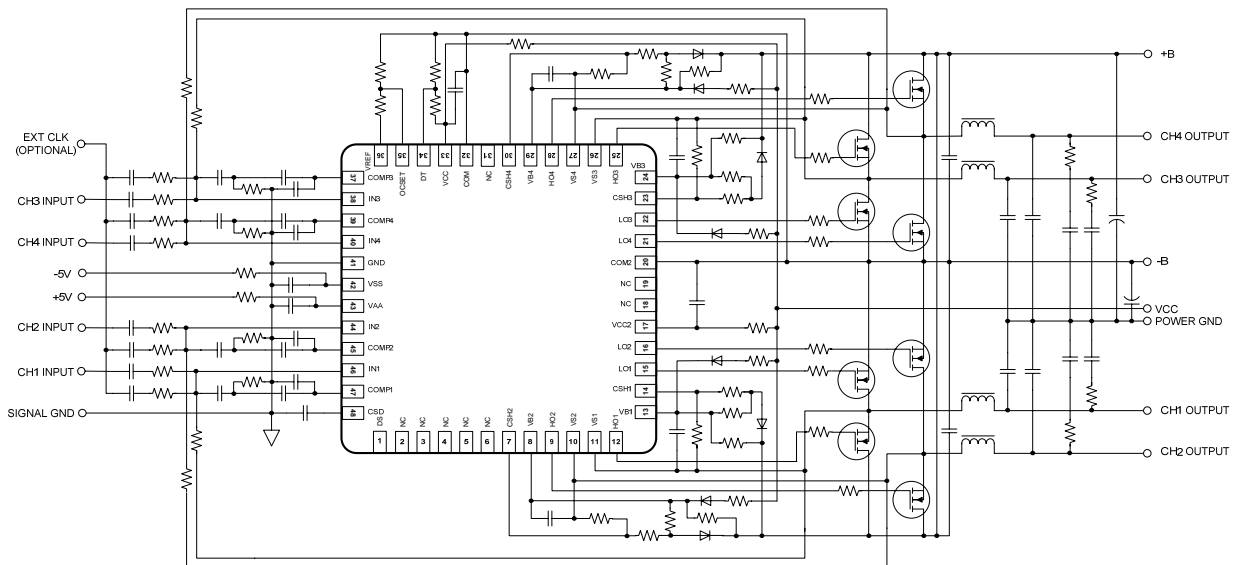 +B
EXT CLK
(OPTIONAL)
CH4 OUTPUT
36 35 34 33 32 31 30 29 28 27 26 25
VREF OCSET DT VCC COM NC CSH4 VB4 HO4 VS4 VS3 HO3
VB3
37 COMP3
24
CH3 OUTPUT
CH3 INPUT
38 IN3
CSH3 23
39 COMP4
LO3 22
CH4 INPUT
40 IN4
LO4 21
41 GND
COM2 20
-B
-5V
42 VSS
NC 19
+5V
43 VAA
NC 18
VCC
POWER GND
CH2 INPUT
44 IN2
VCC2 17
45 COMP2
LO2 16
CH1 INPUT
46 IN1
LO1 15
47 COMP1
CSH1 14
SIGNAL GND
48 CSD
VB1 13
CH1 OUTPUT
DS NC NC NC NC NC CSH2 VB2 HO2 VS2 VS1 HO1
1 2 3 4 5 6 7 8 9 10 11 12
CH2 OUTPUT